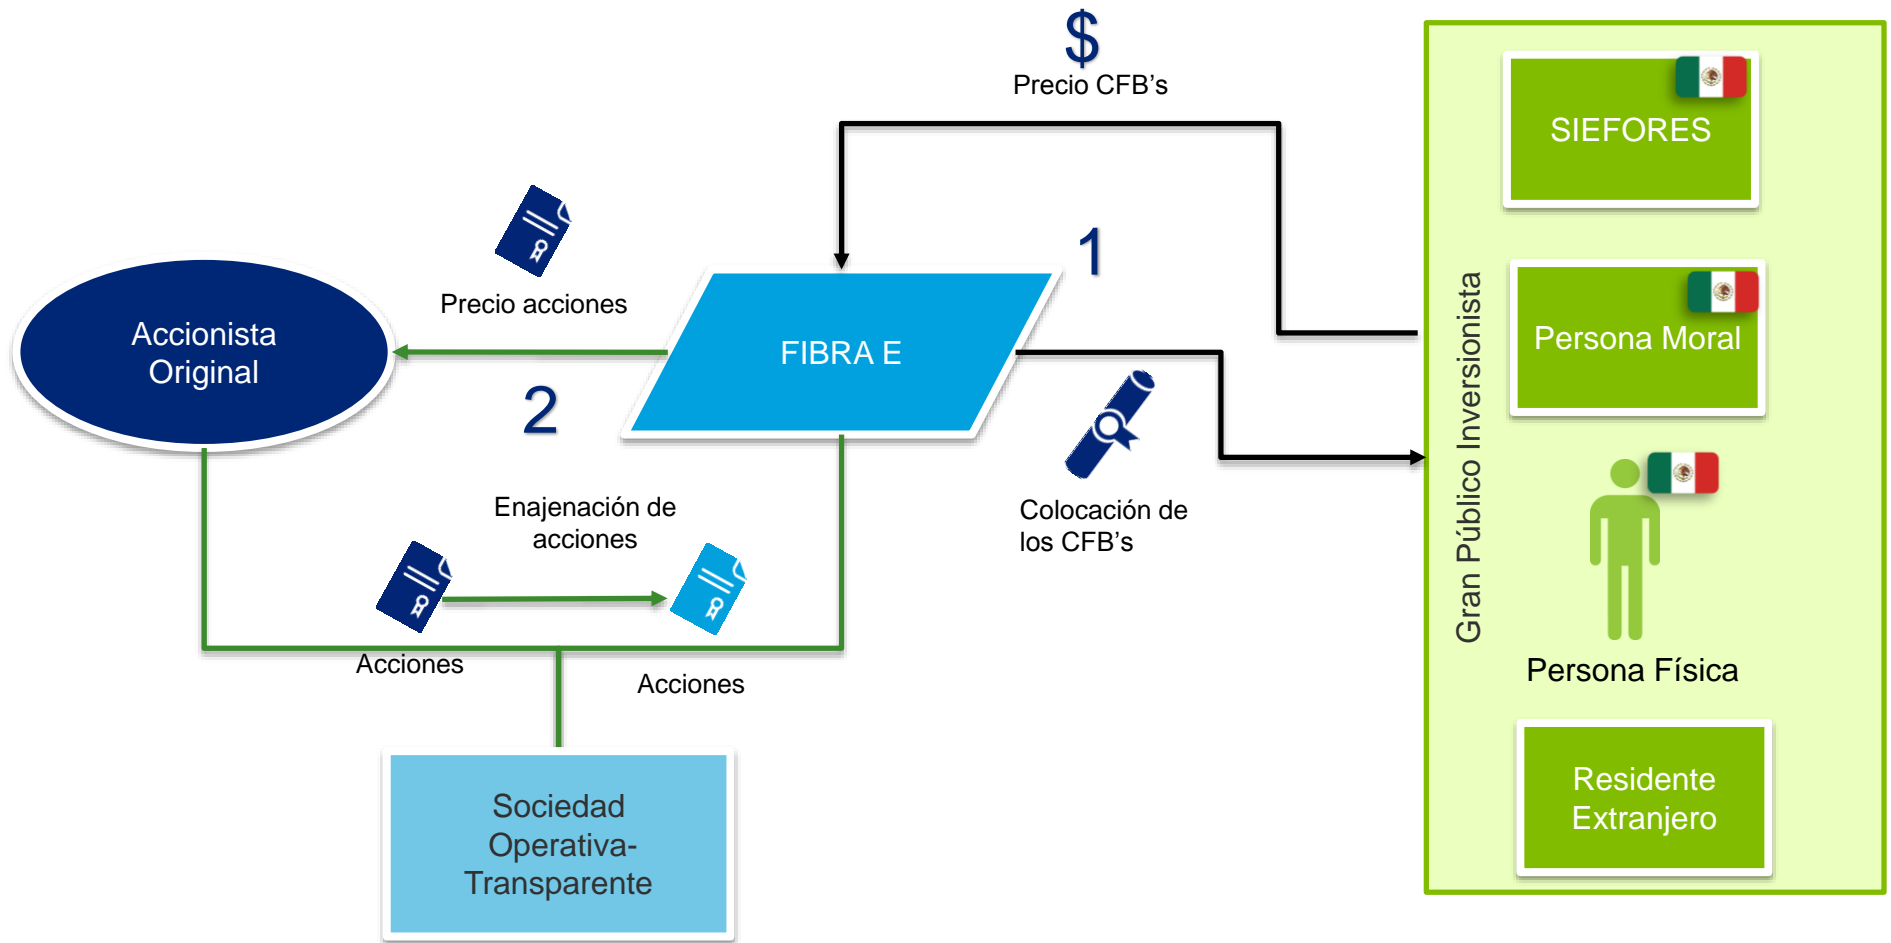 $
Precio CFB's
1
Precio acciones
Accionista
Original
FIBRA E
2
Enajenación de
acciones
Acciones
Acciones
Colocación de
los CFB's
Sociedad
Operativa-
Transparente
Gran Público Inversionista
SIEFORES
Persona Moral
Persona Física
Residente
Extranjero